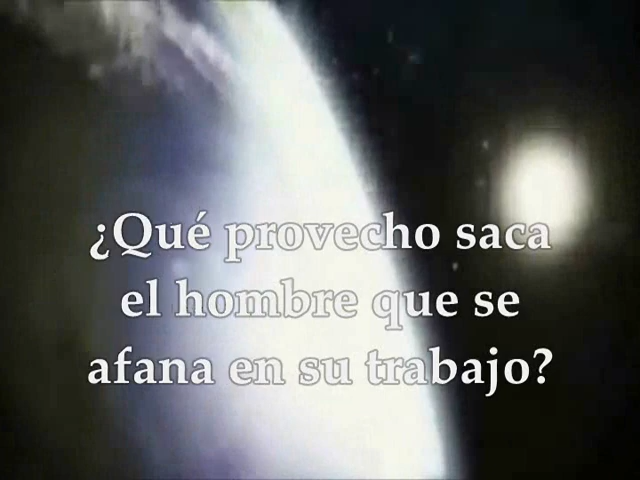 ¿Qué provecho saca
el hombre que se
afana en su trabajo?